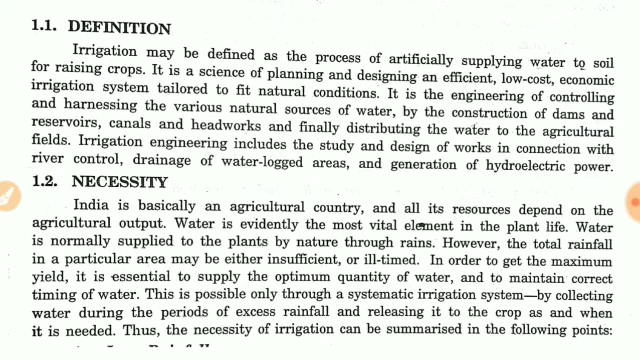 1.1. DEFINITION
Irrigation may be defined as the process of artificially supplying water to soil
for raising crops. It is a science of planning and designing an efficient, low-cost, economic
irrigation system tailored to fit natural conditions. It is the engineering of controlling
and harnessing the various natural sources of water, by the construction of dams and
reservoirs, canals and headworks and finally distributing the water to the agricultural
fields. Irrigation engineering includes the study and design of works in connection with
river control, drainage of water-logged areas, and generation of hydroelectric power.
1.2. NECESSITY
India is basically an agricultural country, and all its resources depend on the
agricultural output. Water is evidently the most vital element in the plant life. Water
is normally supplied to the plants by nature through rains. However, the total rainfall
in a particular area may be either insufficient, or ill-timed. In order to get the maximum
yield, it is essential to supply the optimum quantity of water, and to maintain correct
timing of water. This is possible only through a systematic irrigation system—by collecting
water during the periods of excess rainfall and releasing it to the crop as and when
it is needed. Thus, the necessity of irrigation can be summarised in the following points: